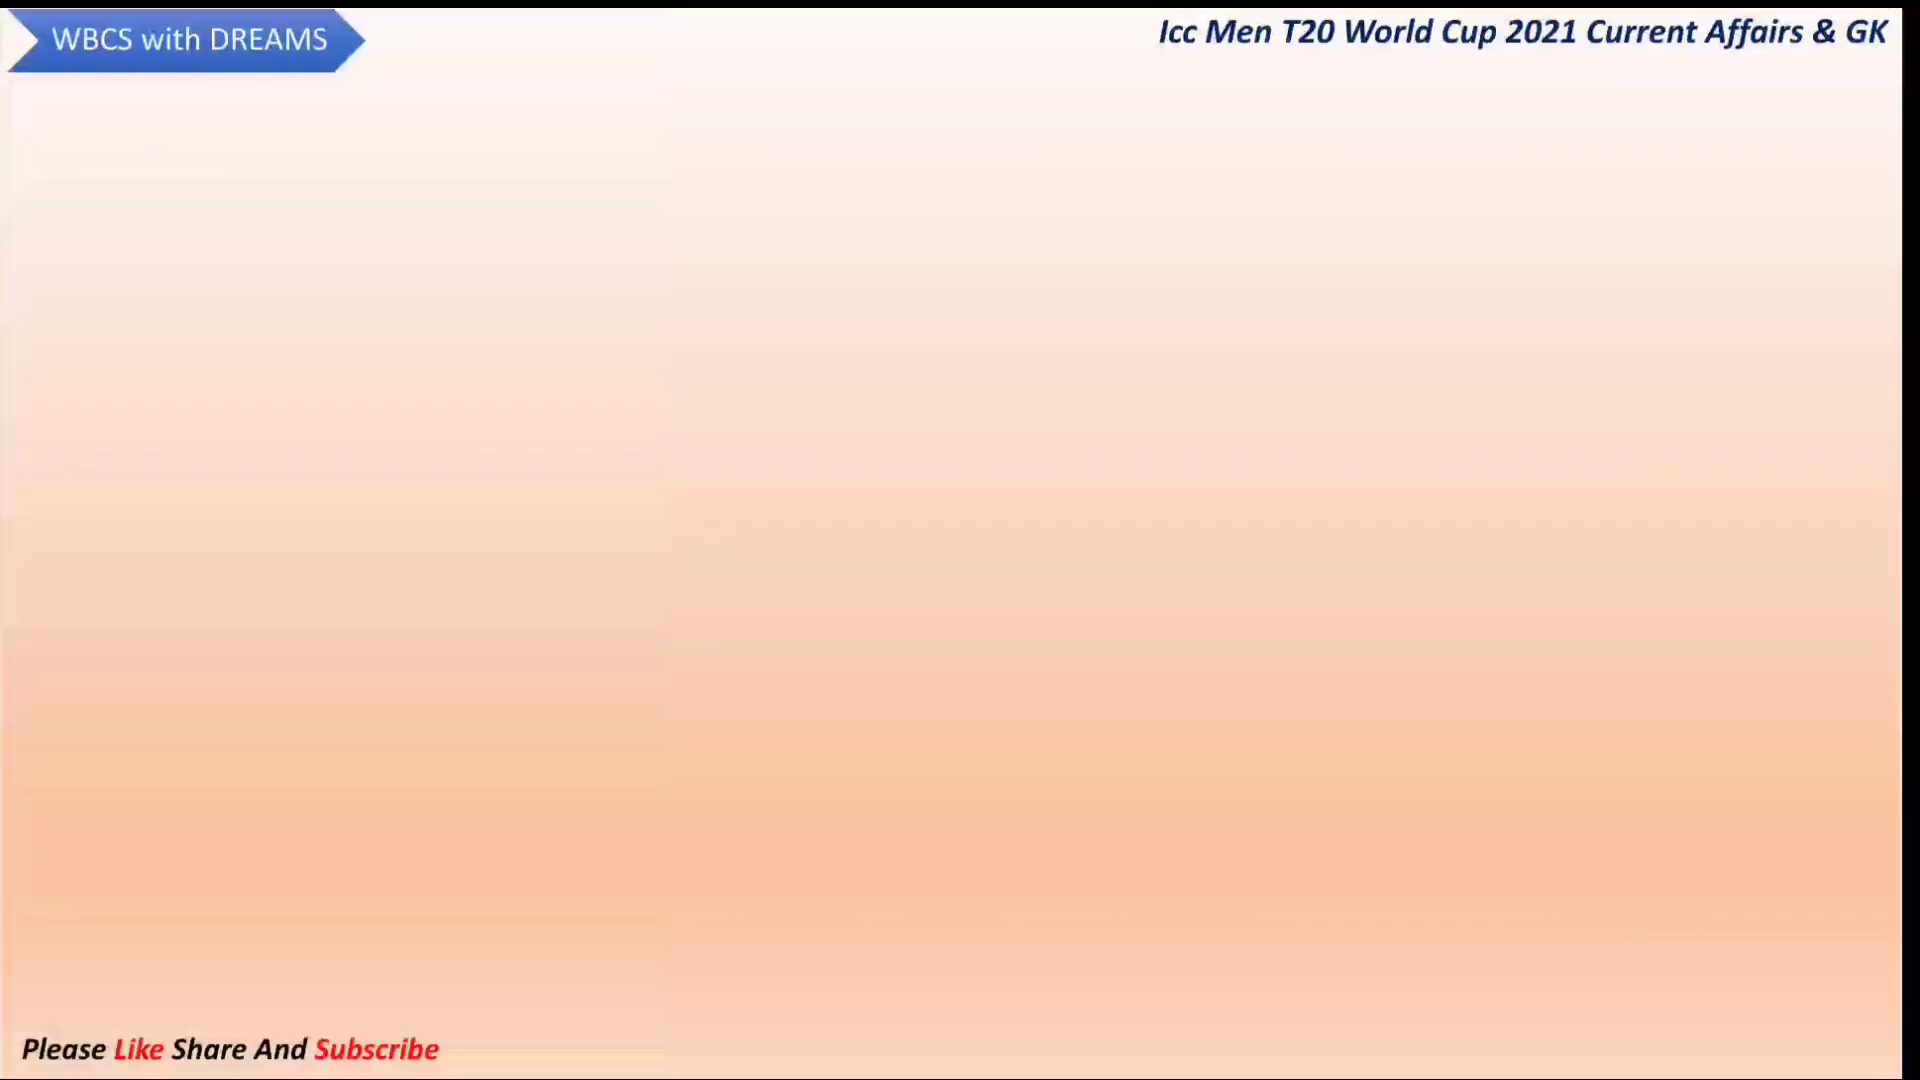 WBCS with DREAMS
Icc Men T20 World Cup 2021 Current Affairs & GK
Please Like Share And Subscribe